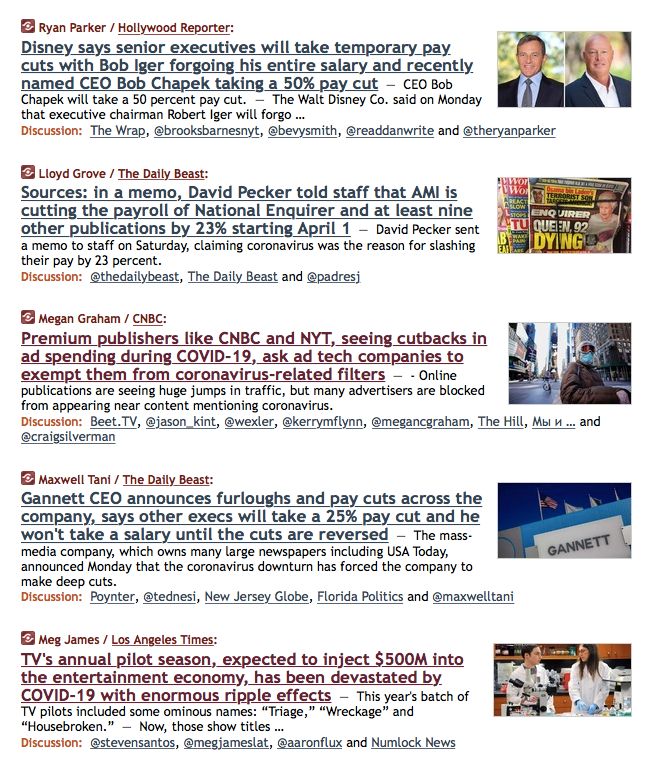 Ryan Parker / Hollywood Reporter:
Disney says senior executives will take temporary pay
cuts with Bob Iger forgoing his entire salary and recently
named CEO Bob Chapek taking a 50% pay cut — CEO Bob
Chapek will take a 50 percent pay cut. — The Walt Disney Co. said on Monday
that executive chairman Robert Iger will forgo …
Discussion: The Wrap, @brooksbarnesnyt, @bevysmith, @readdanwrite and @theryanparker
Lloyd Grove / The Daily Beast:
Sources: in a memo, David Pecker told staff that AMI is
cutting the payroll of National Enquirer and at least nine
other publications by 23% starting April 1 — David Pecker sent
a memo to staff on Saturday, claiming coronavirus was the reason for slashing
their pay by 23 percent.
Discussion: @thedailybeast, The Daily Beast and @padresj
ENQUIRER
QUEEN, 92
DYING
Megan Graham / CNBC:
Premium publishers like CNBC and NYT, seeing cutbacks in
ad spending during COVID-19, ask ad tech companies to
exempt them from coronavirus-related filters — - Online
publications are seeing huge jumps in traffic, but many advertisers are blocked
from appearing near content mentioning coronavirus.
Discussion: Beet.TV, @jason_kint, @wexler, @kerrymflynn, @megancgraham, The Hill, Мы и … and
@craigsilverman
Maxwell Tani / The Daily Beast:
Gannett CEO announces furloughs and pay cuts across the
company, says other execs will take a 25% pay cut and he
won't take a salary until the cuts are reversed — The mass-
media company, which owns many large newspapers including USA Today,
announced Monday that the coronavirus downturn has forced the company to
make deep cuts.
Discussion: Poynter, @tednesi, New Jersey Globe, Florida Politics and @maxwelltani
GANNETT
Meg James / Los Angeles Times:
TV's annual pilot season, expected to inject $500M into
the entertainment economy, has been devastated by
COVID-19 with enormous ripple effects — This year's batch of
TV pilots included some ominous names: “Triage,” “Wreckage” and
“Housebroken.” — Now, those show titles …
Discussion: @stevensantos, @megjameslat, @aaronflux and Numlock News